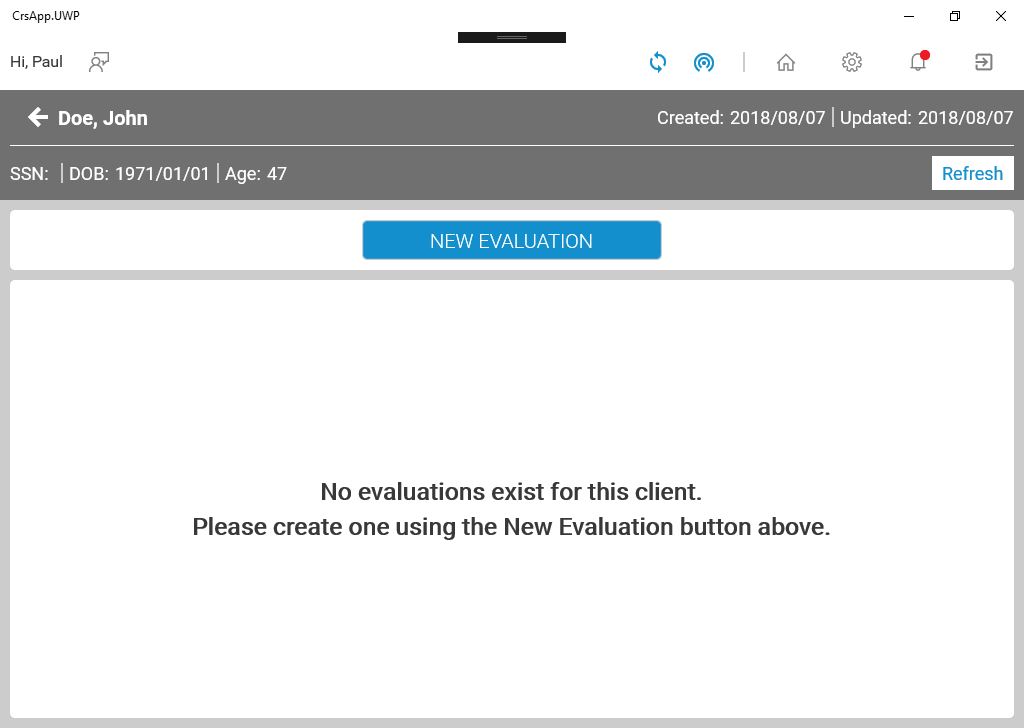 CrsApp.UWP
Hi, Paul
Doe, John
Created: 2018/08/07 | Updated: 2018/08/07
SSN: | DOB: 1971/01/01 | Age: 47
Refresh
NEW EVALUATION
No evaluations exist for this client.
Please create one using the New Evaluation button above.